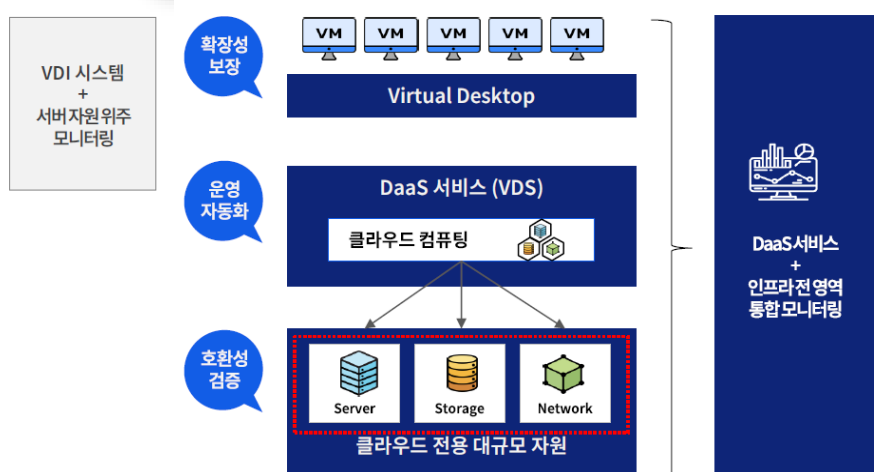 VDI 시스템
+
서버 자원 위주
모니터링
확장성
보장
VM VM VM VM VM
Virtual Desktop
운영
자동화
DaaS 서비스 (VDS)
클라우드 컴퓨팅
호환성
검증
Server Storage Network
클라우드 전용 대규모 자원
DaaS 서비스
+
인프라 전 영역
통합 모니터링